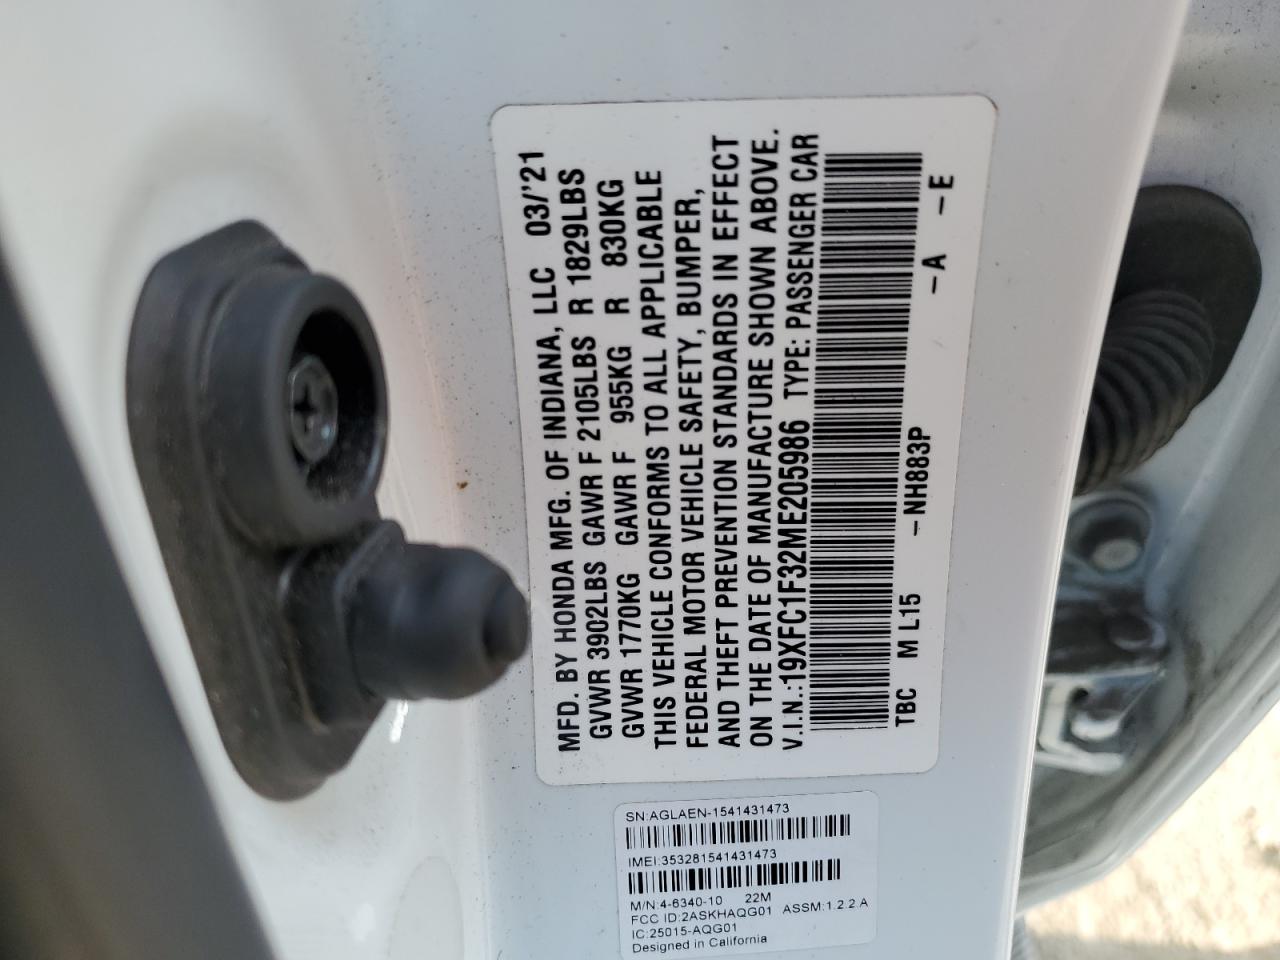 MFD. BY HONDA MFG. OF INDIANA, LLC 03/'21
GVWR 3902LBS GAWR F 2105LBS R 1829LBS
GVWR 1770KG GAWR F 955KG R 830KG
THIS VEHICLE CONFORMS TO ALL APPLICABLE
FEDERAL MOTOR VEHICLE SAFETY, BUMPER,
AND THEFT PREVENTION STANDARDS IN EFFECT
ON THE DATE OF MANUFACTURE SHOWN ABOVE.
V.I.N.:19XFC1F32ME205986 TYPE: PASSENGER CAR
TBC M L15 -NH883P -A -E
SN:AGLAEN-1541431473
IMEI:353281541431473
M/N:4-6340-10 22M
FCC ID:2ASKHAQG01 ASSM:1.2.2.A
IC:25015-AQG01
Designed in California